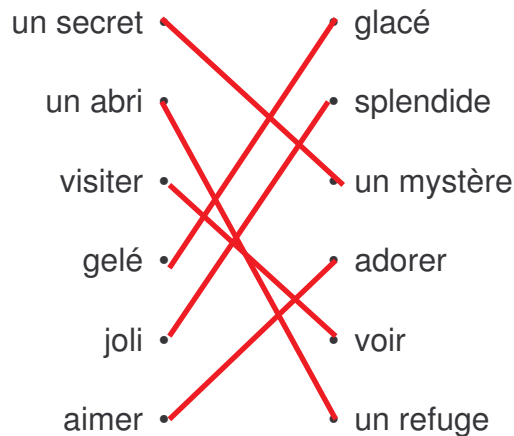 un secret glacé
un abri splendide
visiter un mystère
gelé adorer
joli voir
aimer un refuge